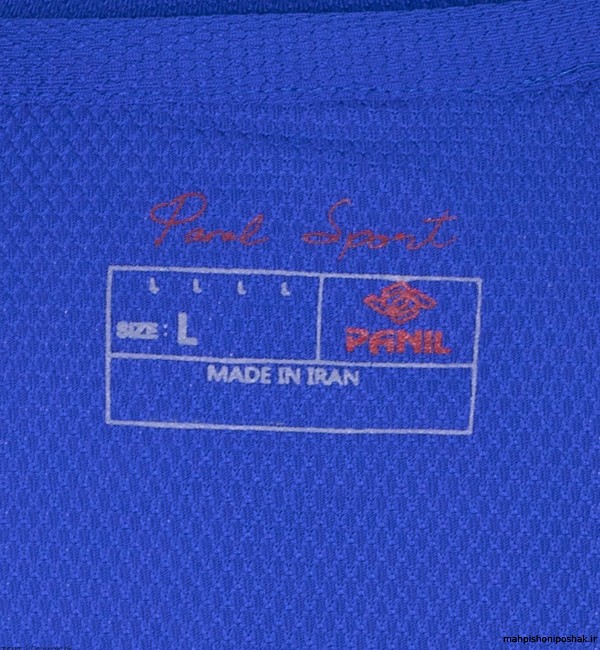 Panil Sport
L L L L
SIZE: L
PANIL
MADE IN IRAN
mahpishoniposhak.ir